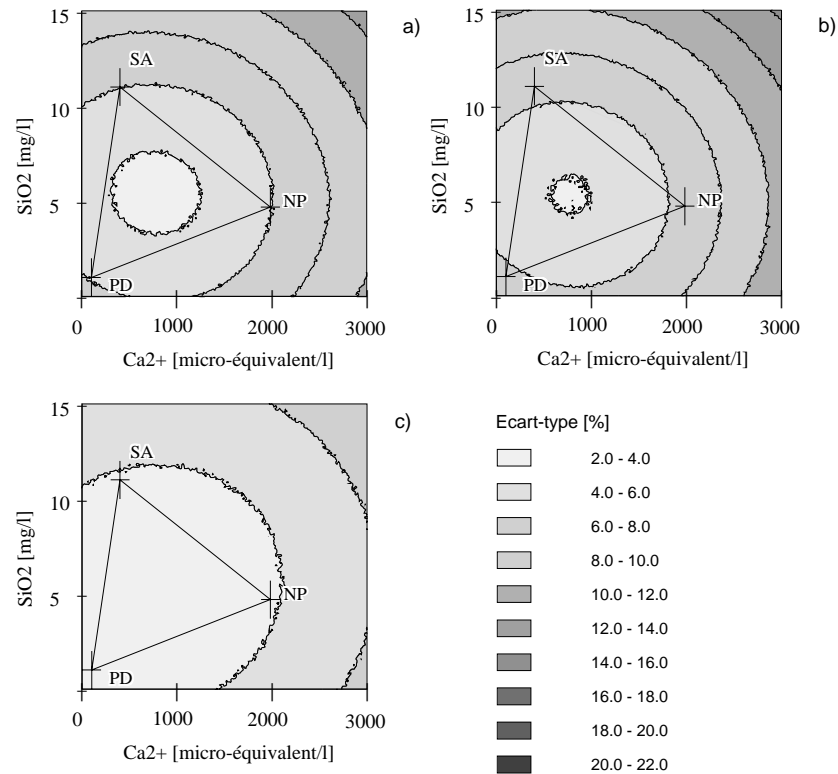 a)
15
10
5
SiO2 [mg/l]
SA
NP
PD
0 1000 2000 3000
Ca2+ [micro-équivalent/l]
b)
15
10
5
SiO2 [mg/l]
SA
NP
PD
0 1000 2000 3000
Ca2+ [micro-équivalent/l]
c)
15
10
5
SiO2 [mg/l]
SA
NP
PD
0 1000 2000 3000
Ca2+ [micro-équivalent/l]
Ecart-type [%]
2.0 - 4.0
4.0 - 6.0
6.0 - 8.0
8.0 - 10.0
10.0 - 12.0
12.0 - 14.0
14.0 - 16.0
16.0 - 18.0
18.0 - 20.0
20.0 - 22.0